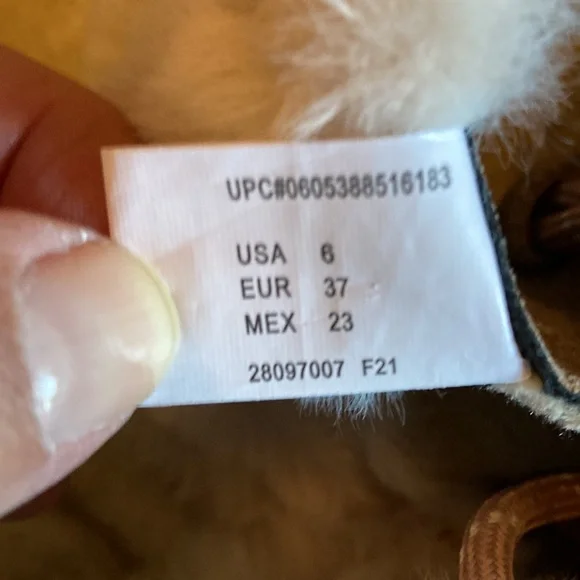 UPC#0605388516183
USA 6
EUR 37
MEX 23
28097007 F21